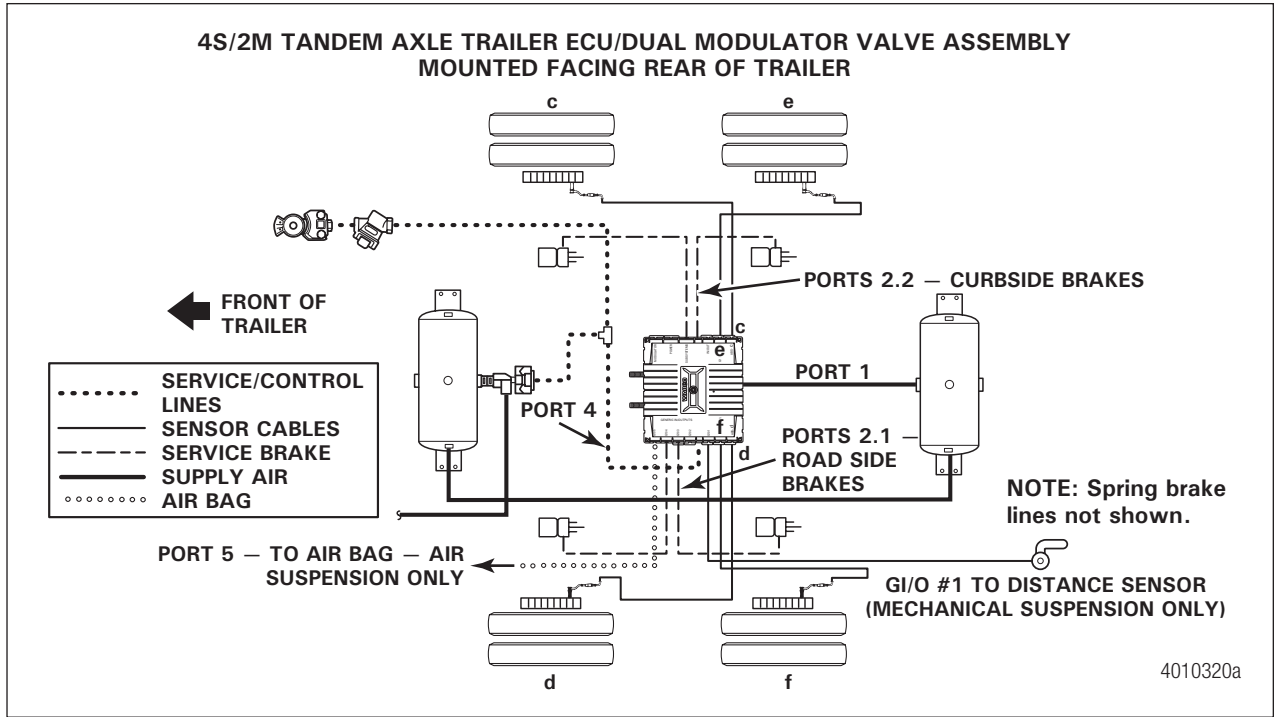 4S/2M TANDEM AXLE TRAILER ECU/DUAL MODULATOR VALVE ASSEMBLY
MOUNTED FACING REAR OF TRAILER
c
e
PORTS 2.2 — CURBSIDE BRAKES
FRONT OF
TRAILER
c
e
PORT 1
SERVICE/CONTROL
LINES
SENSOR CABLES
SERVICE BRAKE
SUPPLY AIR
AIR BAG
PORT 4
f
d
PORTS 2.1 —
ROAD SIDE
BRAKES
NOTE: Spring brake
lines not shown.
PORT 5 — TO AIR BAG — AIR
SUSPENSION ONLY
GI/O #1 TO DISTANCE SENSOR
(MECHANICAL SUSPENSION ONLY)
d
f
4010320a